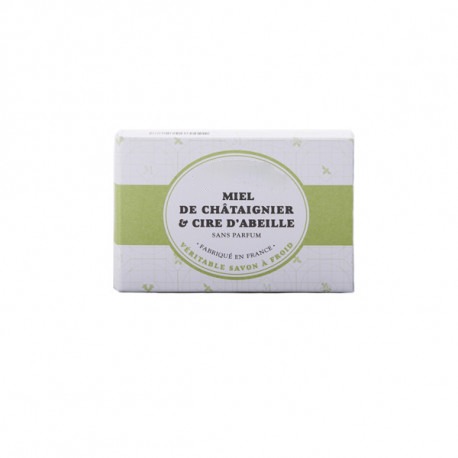 MIEL
DE CHÂTAIGNIER
& CIRE D'ABEILLE
SANS PARFUM
• FABRIQUÉ EN FRANCE •
VÉRITABLE SAVON À FROID